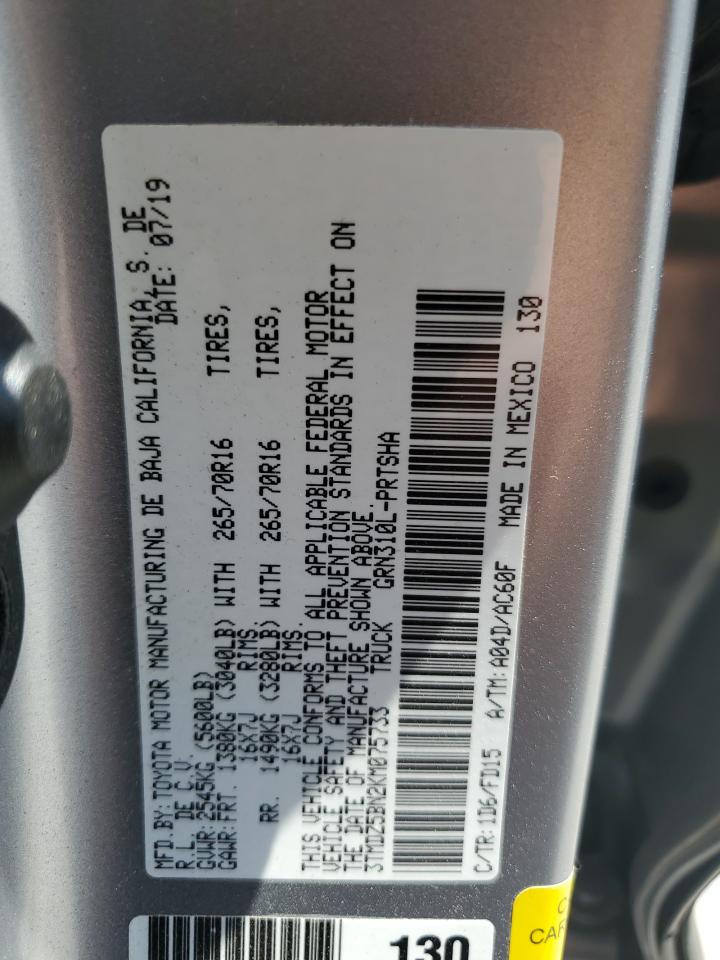 MFD.BY:TOYOTA MOTOR MANUFACTURING DE BAJA CALIFORNIA, S. DE
R.L. DE C.V. DATE: 07/19
GVWR:2545KG (5600LB)
GAWR:FRT. 1380KG (3040LB) WITH 265/70R16 TIRES,
16X7J RIMS.
RR. 1490KG (3280LB) WITH 265/70R16 TIRES,
16X7J RIMS.
THIS VEHICLE CONFORMS TO ALL APPLICABLE FEDERAL MOTOR
VEHICLE SAFETY AND THEFT PREVENTION STANDARDS IN EFFECT ON
THE DATE OF MANUFACTURE SHOWN ABOVE.
3TMDZ5BN2KM075733 TRUCK GRN310L-PRTSHA
C/TR:1D6/FD15 A/TM:A04D/AC60F MADE IN MEXICO 130
130